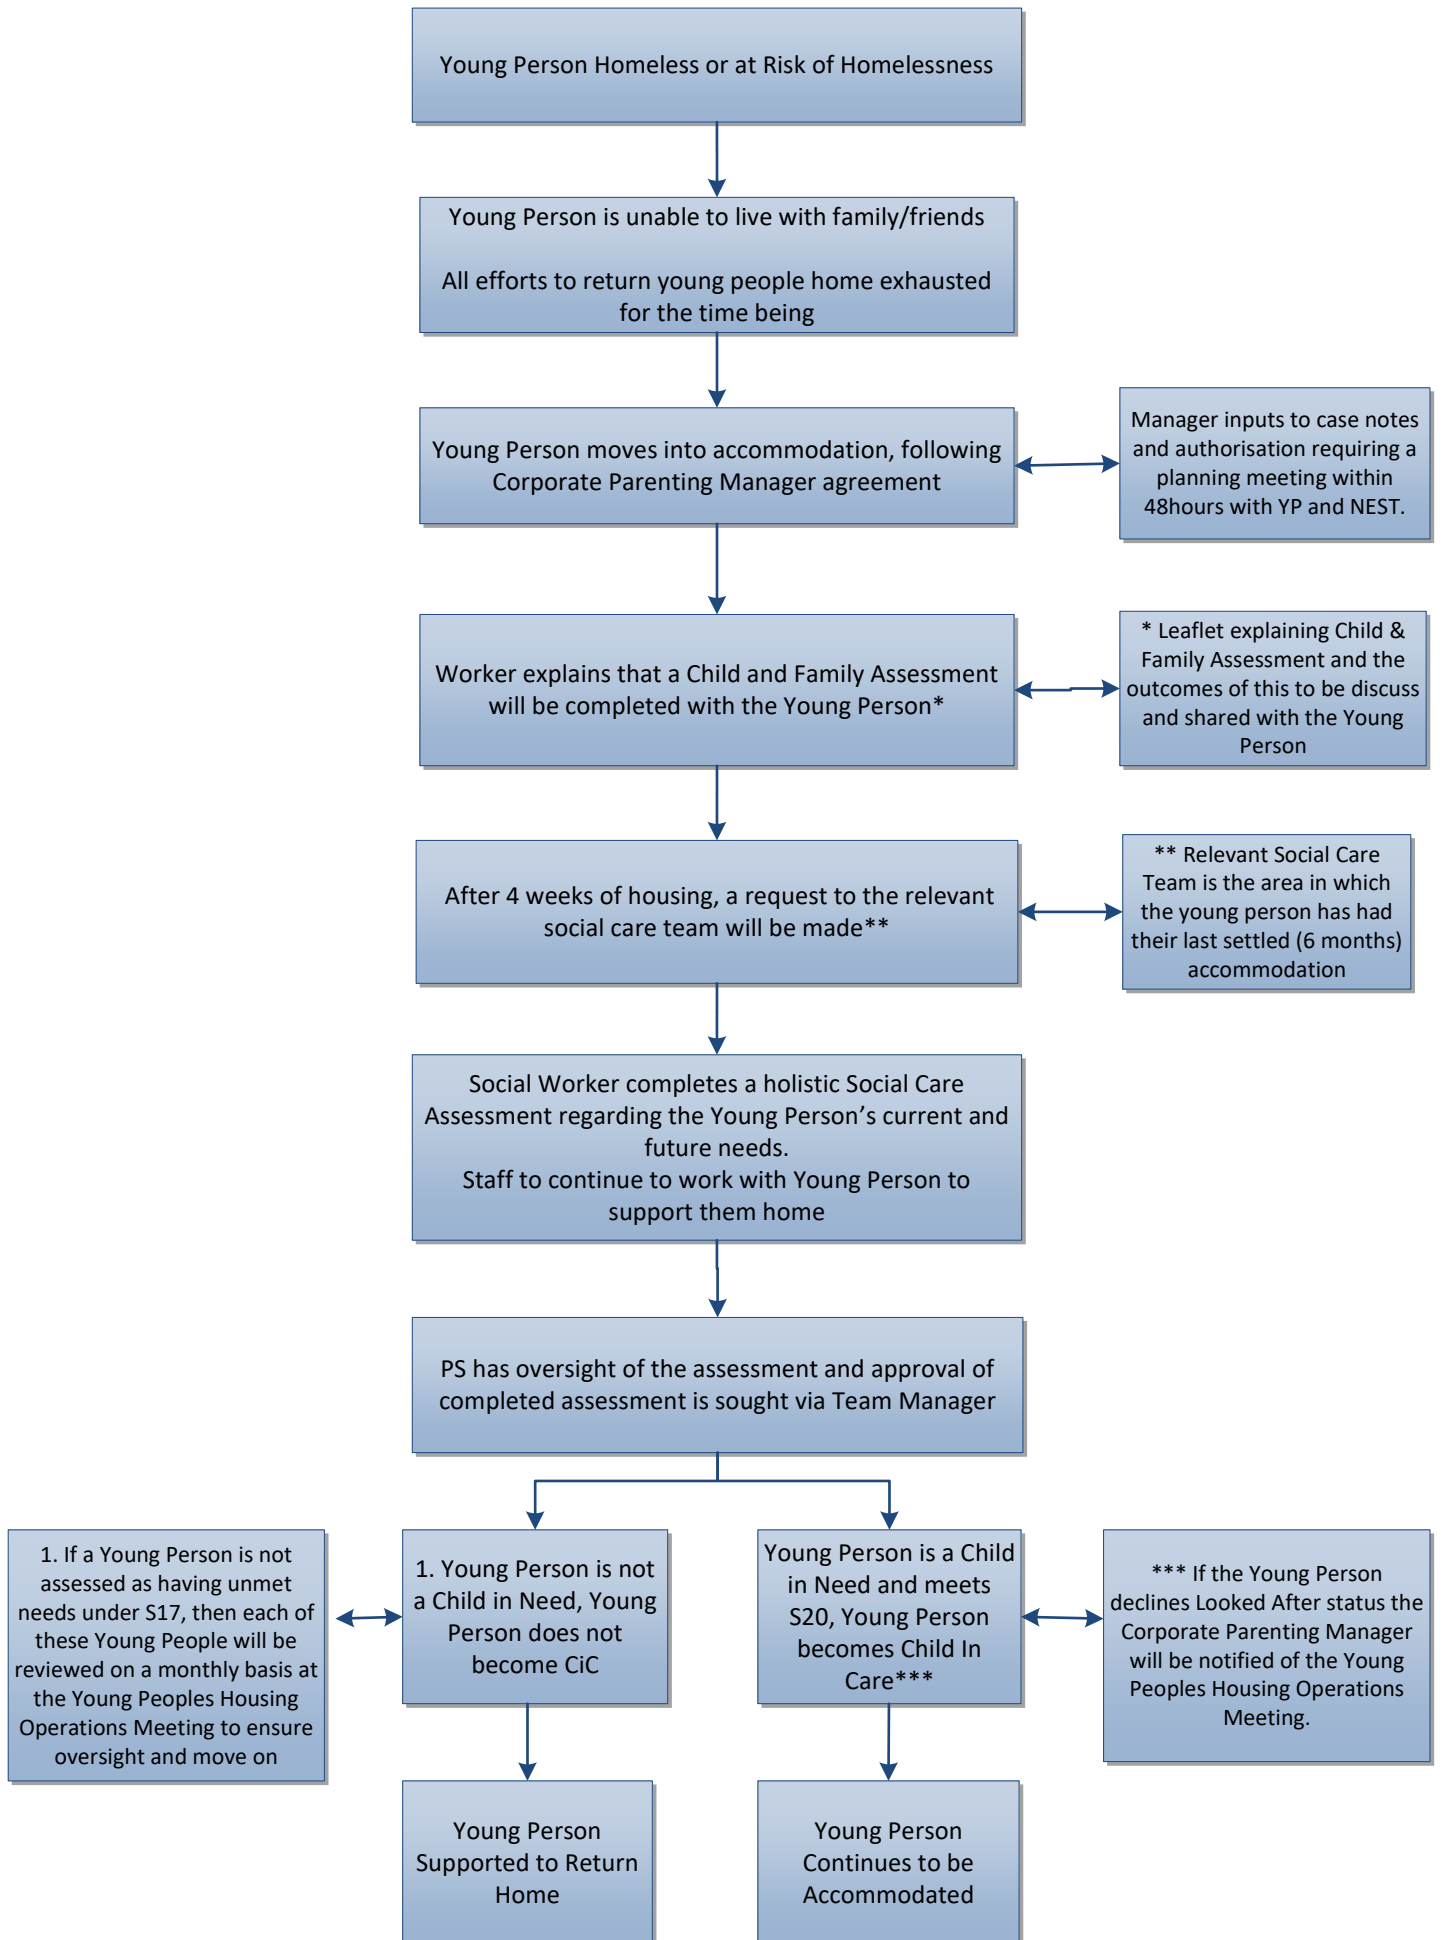 Young Person Homeless or at Risk of Homelessness
Young Person is unable to live with family/friends
All efforts to return young people home exhausted
for the time being
Young Person moves into accommodation, following
Corporate Parenting Manager agreement
Manager inputs to case notes
and authorisation requiring a
planning meeting within
48hours with YP and NEST.
Worker explains that a Child and Family Assessment
will be completed with the Young Person*
* Leaflet explaining Child &
Family Assessment and the
outcomes of this to be discuss
and shared with the Young
Person
After 4 weeks of housing, a request to the relevant
social care team will be made**
** Relevant Social Care
Team is the area in which
the young person has had
their last settled (6 months)
accommodation
Social Worker completes a holistic Social Care
Assessment regarding the Young Person’s current and
future needs.
Staff to continue to work with Young Person to
support them home
PS has oversight of the assessment and approval of
completed assessment is sought via Team Manager
1. If a Young Person is not
assessed as having unmet
needs under S17, then each of
these Young People will be
reviewed on a monthly basis at
the Young Peoples Housing
Operations Meeting to ensure
oversight and move on
1. Young Person is not
a Child in Need, Young
Person does not
become CiC
Young Person is a Child
in Need and meets
S20, Young Person
becomes Child In
Care***
*** If the Young Person
declines Looked After status the
Corporate Parenting Manager
will be notified of the Young
Peoples Housing Operations
Meeting.
Young Person
Supported to Return
Home
Young Person
Continues to be
Accommodated